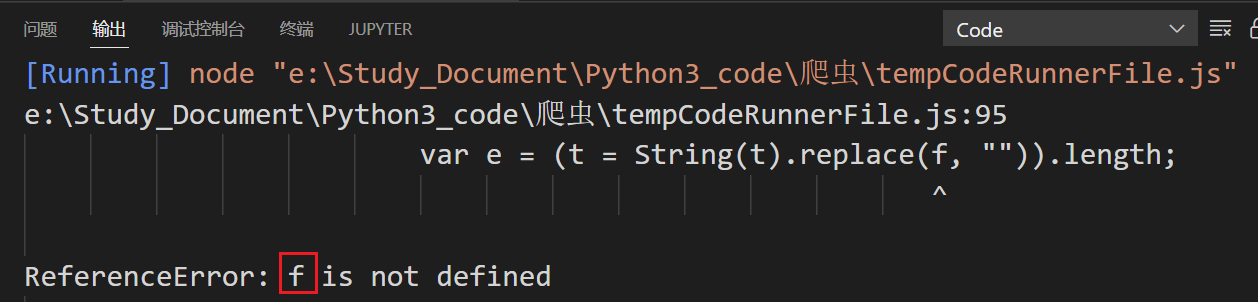 问题 输出 调试控制台 终端 JUPYTER Code
[Running] node "e:\Study_Document\Python3_code\爬虫\tempCodeRunnerFile.js"
e:\Study_Document\Python3_code\爬虫\tempCodeRunnerFile.js:95
var e = (t = String(t).replace(f, "")).length;
^
ReferenceError: f is not defined